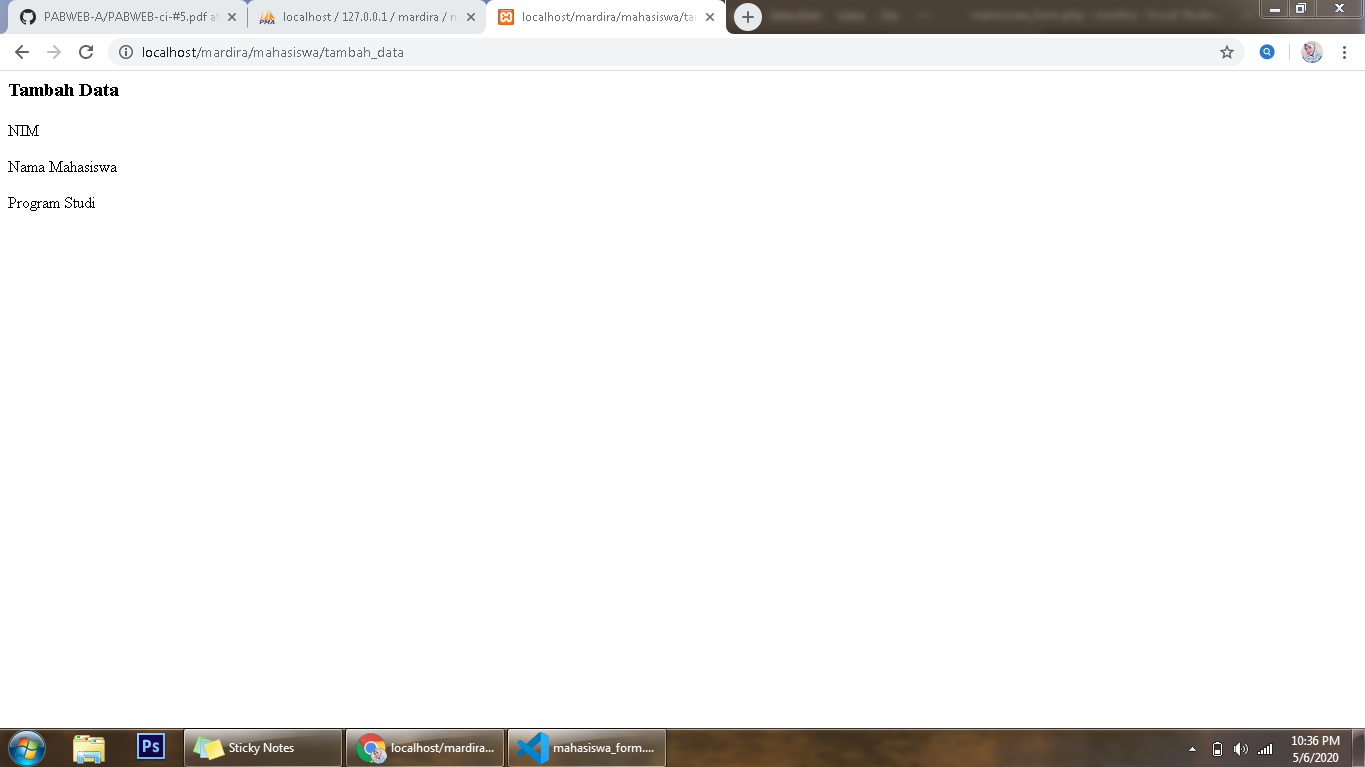 PABWEB-A/PABWEB-ci-#5.pdf at
localhost / 127.0.0.1 / mardira / m
localhost/mardira/mahasiswa/ta
localhost/mardira/mahasiswa/tambah_data
Tambah Data
NIM
Nama Mahasiswa
Program Studi
Ps
Sticky Notes
localhost/mardira...
mahasiswa_form....
10:36 PM
5/6/2020